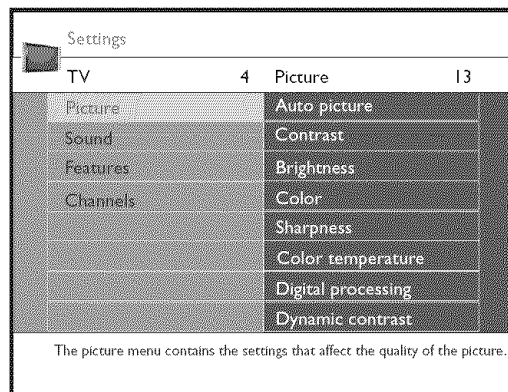 Settings
TV 4 Picture 13
Picture Auto picture
Sound Contrast
Features Brightness
Channels Color
Sharpness
Color temperature
Digital processing
Dynamic contrast
The picture menu contains the settings that affect the quality of the picture.